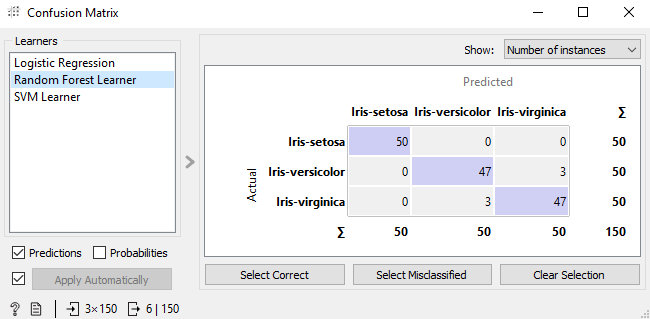 Confusion Matrix
Learners
Logistic Regression
Random Forest Learner
SVM Learner
Predictions
Probabilities
Apply Automatically
3×150
6 | 150
Show: Number of instances
Predicted
Iris-setosa Iris-versicolor Iris-virginica Σ
Actual
Iris-setosa 50 0 0 50
Iris-versicolor 0 47 3 50
Iris-virginica 0 3 47 50
Σ 50 50 50 150
Select Correct
Select Misclassified
Clear Selection